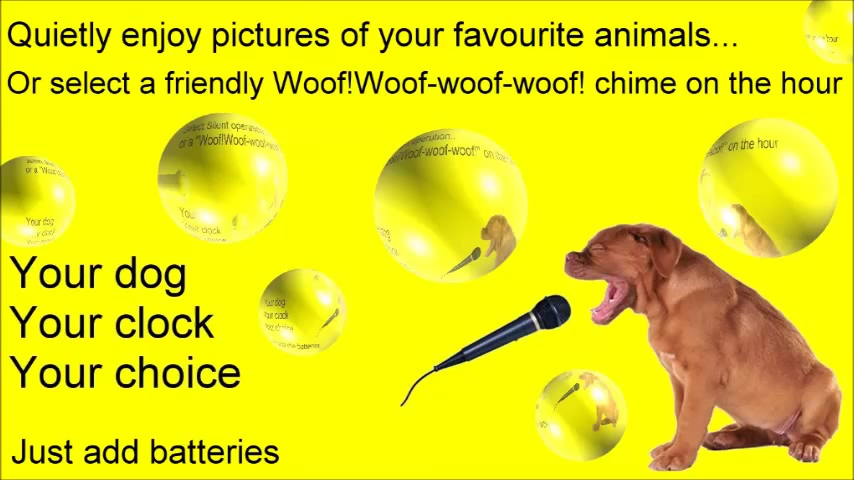 Quietly enjoy pictures of your favourite animals...
Or select a friendly Woof!Woof-woof-woof! chime on the hour
Your dog
Your clock
Your choice
Just add batteries